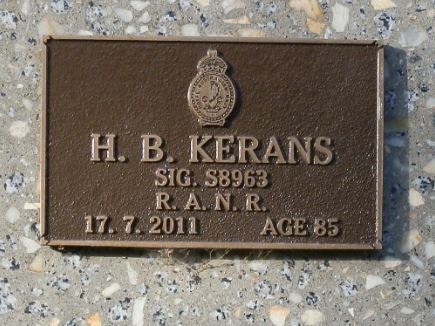 H. B. KERANS
SIG. S8963
R. A. N. R.
17. 7. 2011 AGE 85